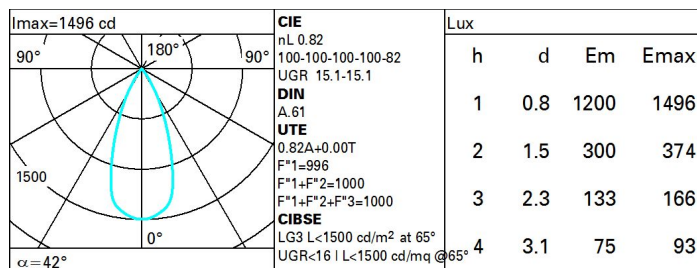 Imax=1496 cd
90°
180°
90°
1500
0°
α=42°
CIE
nL 0.82
100-100-100-100-82
UGR 15.1-15.1
DIN
A.61
UTE
0.82A+0.00T
F"1=996
F"1+F"2=1000
F"1+F"2+F"3=1000
CIBSE
LG3 L<1500 cd/m² at 65°
UGR<16 | L<1500 cd/mq @65°
Lux
h d Em Emax
1 0.8 1200 1496
2 1.5 300 374
3 2.3 133 166
4 3.1 75 93